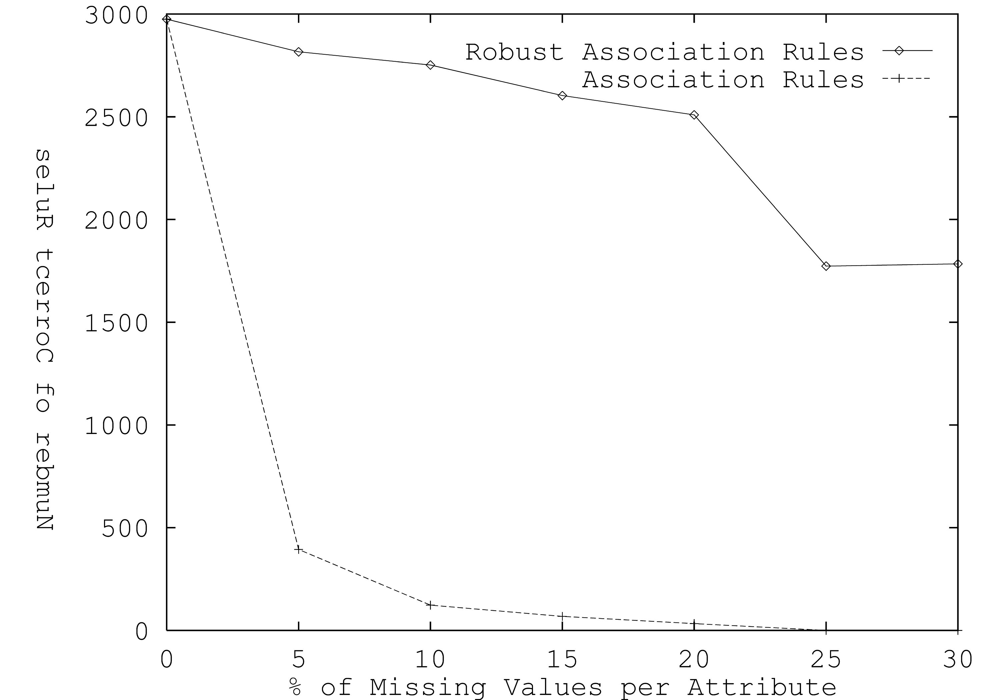 3000
2500
2000
1500
1000
500
0
seluR tcerroC fo rebmuN
Robust Association Rules
Association Rules
0 5 10 15 20 25 30
% of Missing Values per Attribute